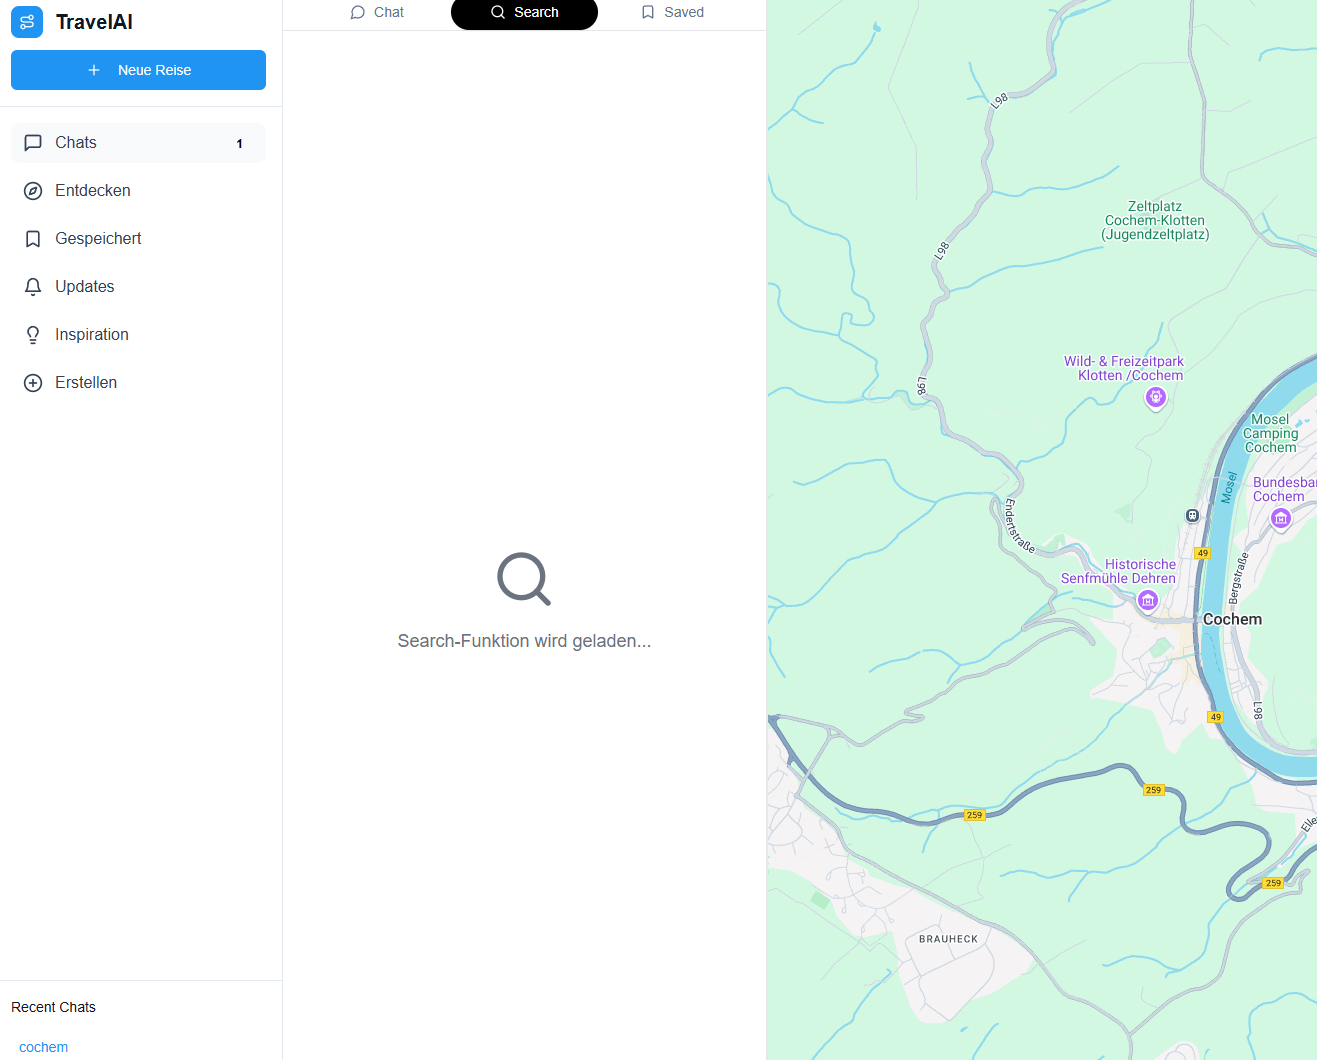 TravelAI
Neue Reise
Chats 1
Entdecken
Gespeichert
Updates
Inspiration
Erstellen
Recent Chats
cochem
Chat
Search
Saved
Search-Funktion wird geladen...
L98
Zeltplatz
Cochem-Klotten
(Jugendzeltplatz)
L98
Wild- & Freizeitpark
Klotten /Cochem
L98
Mosel
Camping
Cochem
Mosel
Cochem
Endertstraße
49
Historische
Senfmühle Dehren
Bergstraße
Cochem
L98
49
259
259
259
BRAUHECK